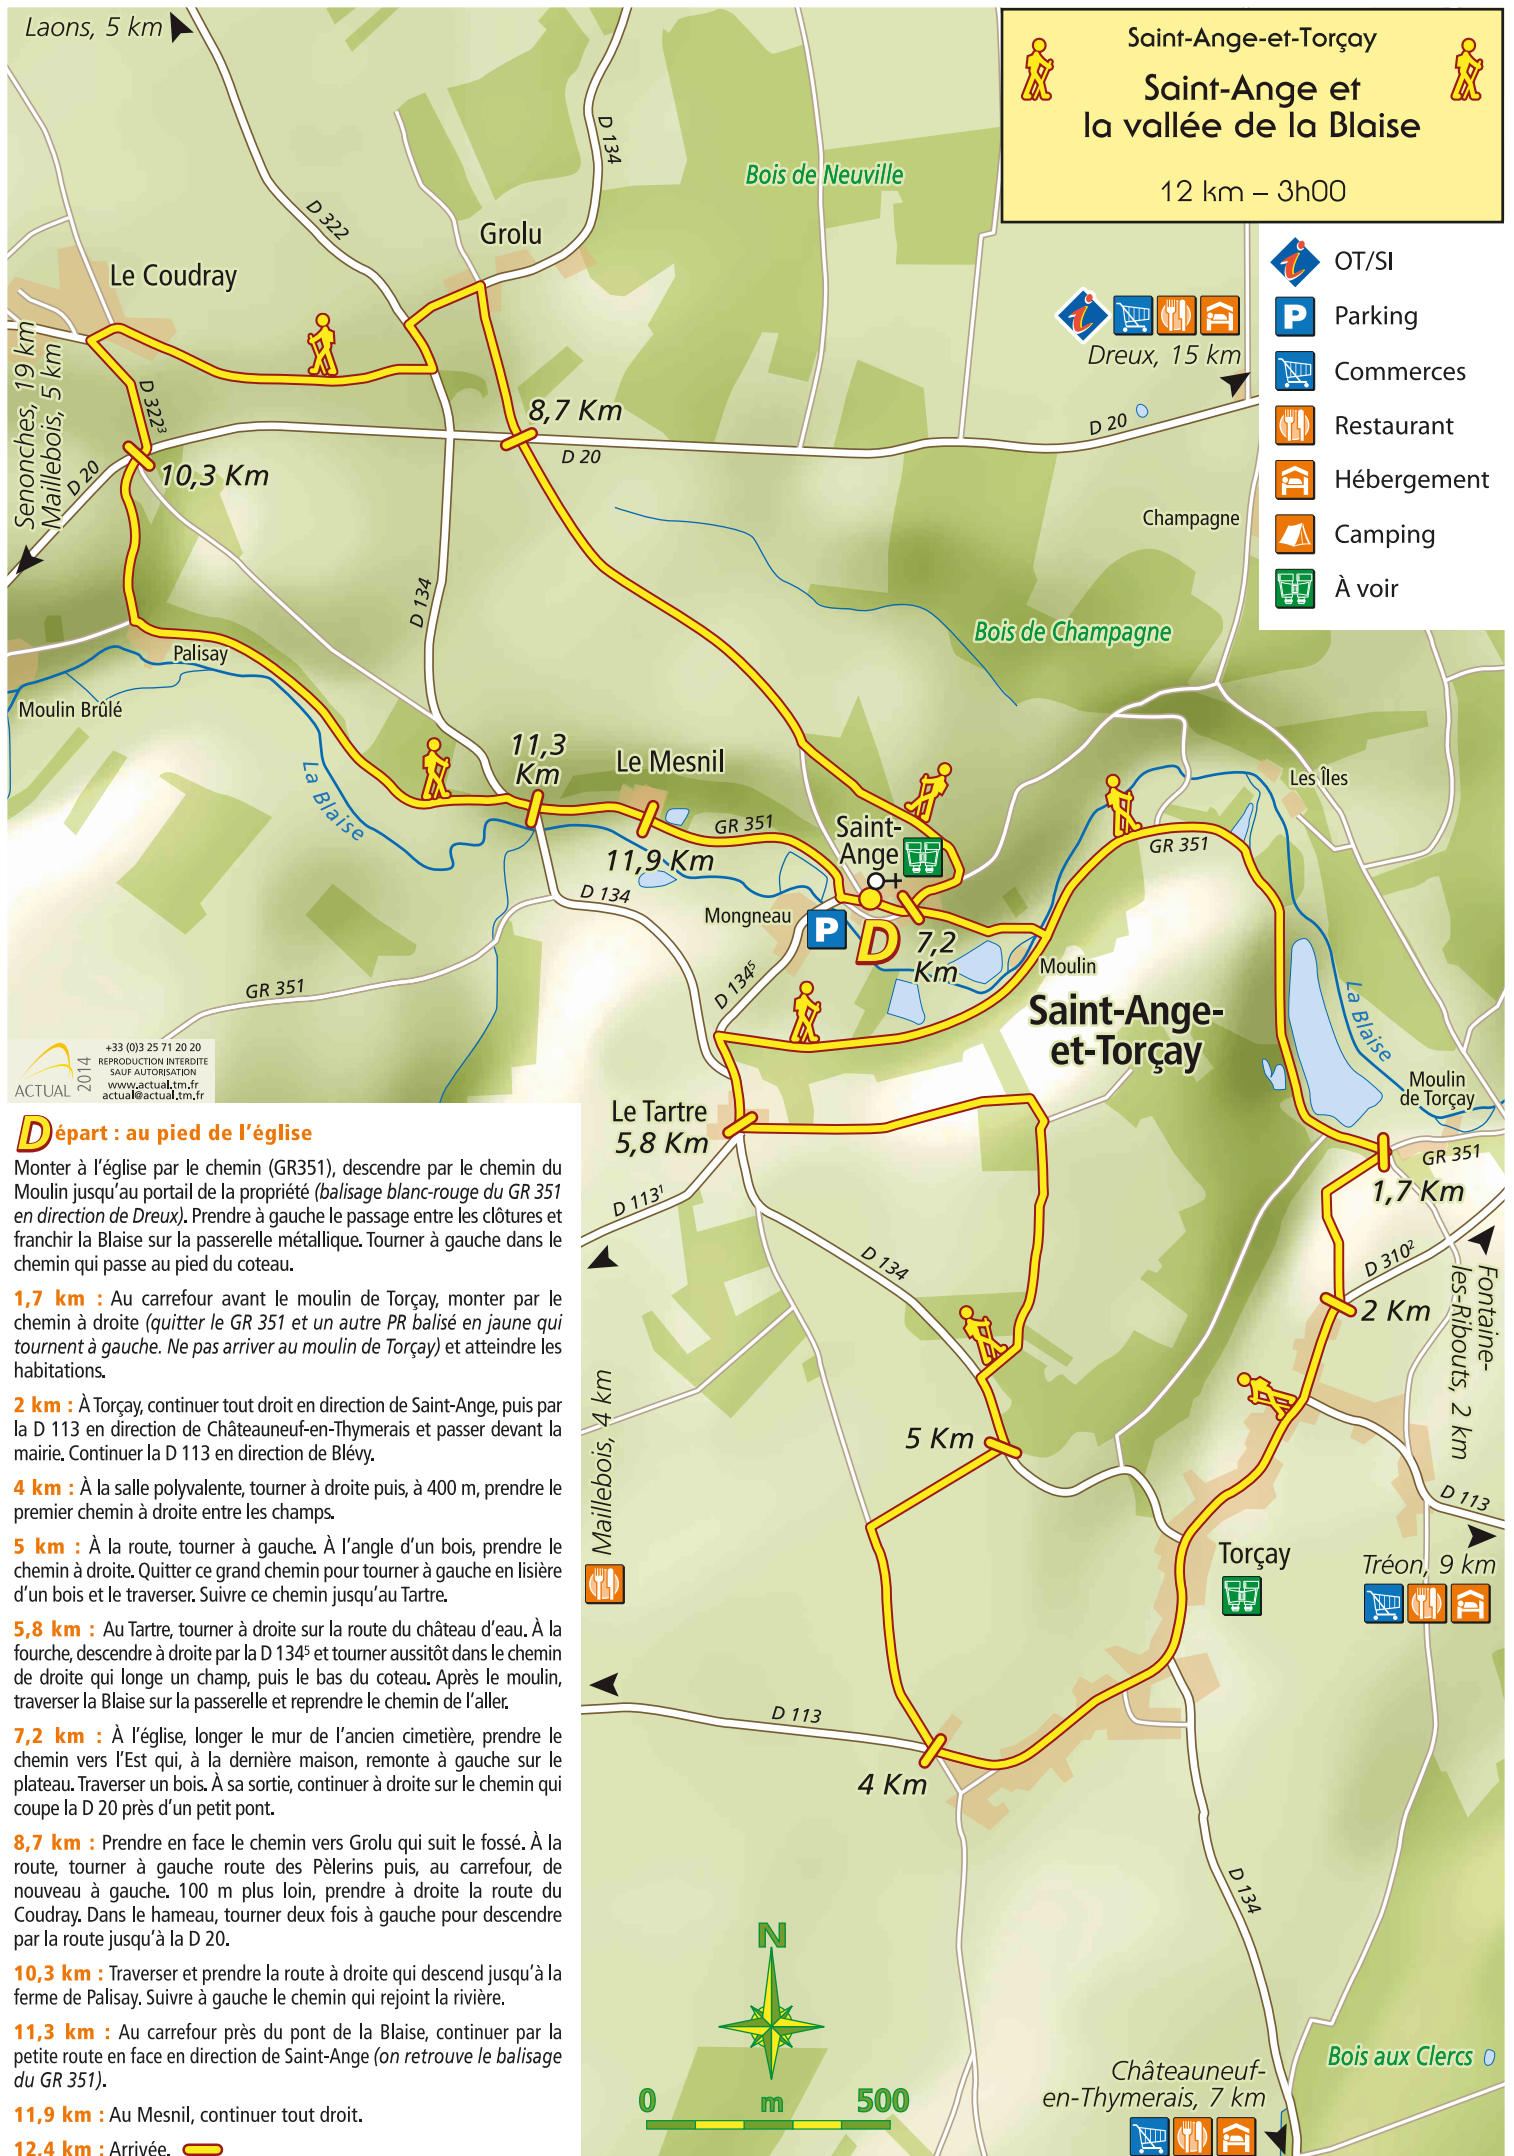 Laons, 5 km
Saint-Ange-et-Torçay
Saint-Ange et
la vallée de la Blaise
12 km – 3h00
OT/SI
Parking
Commerces
Restaurant
Hébergement
Camping
À voir
D 134
Bois de Neuville
D 322
Grolu
Le Coudray
Dreux, 15 km
Senonches, 19 km
Maillebois, 5 km
D 322³
8,7 Km
D 20
D 20
D 20
10,3 Km
Champagne
D 134
Bois de Champagne
Palisay
Moulin Brûlé
La Blaise
11,3
Km
Le Mesnil
Les Îles
GR 351
Saint-
Ange
GR 351
11,9 Km
D 134
Mongneau
P
D
7,2
Km
Moulin
GR 351
D 134⁵
Saint-Ange-
et-Torçay
La Blaise
ACTUAL
2014
+33 (0)3 25 71 20 20
REPRODUCTION INTERDITE
SAUF AUTORISATION
www.actual.tm.fr
actual@actual.tm.fr
Moulin
de Torçay
Le Tartre
5,8 Km
GR 351
1,7 Km
D 113¹
D 134
D 310²
2 Km
Fontaine-
les-Ribouts, 2 km
Maillebois, 4 km
5 Km
D 113
Torçay
Tréon, 9 km
D 113
4 Km
D 134
N
0 m 500
Bois aux Clercs
Châteauneuf-
en-Thymerais, 7 km
Départ : au pied de l'église
Monter à l'église par le chemin (GR351), descendre par le chemin du
Moulin jusqu'au portail de la propriété (balisage blanc-rouge du GR 351
en direction de Dreux). Prendre à gauche le passage entre les clôtures et
franchir la Blaise sur la passerelle métallique. Tourner à gauche dans le
chemin qui passe au pied du coteau.
1,7 km : Au carrefour avant le moulin de Torçay, monter par le
chemin à droite (quitter le GR 351 et un autre PR balisé en jaune qui
tournent à gauche. Ne pas arriver au moulin de Torçay) et atteindre les
habitations.
2 km : À Torçay, continuer tout droit en direction de Saint-Ange, puis par
la D 113 en direction de Châteauneuf-en-Thymerais et passer devant la
mairie. Continuer la D 113 en direction de Blévy.
4 km : À la salle polyvalente, tourner à droite puis, à 400 m, prendre le
premier chemin à droite entre les champs.
5 km : À la route, tourner à gauche. À l'angle d'un bois, prendre le
chemin à droite. Quitter ce grand chemin pour tourner à gauche en lisière
d'un bois et le traverser. Suivre ce chemin jusqu'au Tartre.
5,8 km : Au Tartre, tourner à droite sur la route du château d'eau. À la
fourche, descendre à droite par la D 134⁵ et tourner aussitôt dans le chemin
de droite qui longe un champ, puis le bas du coteau. Après le moulin,
traverser la Blaise sur la passerelle et reprendre le chemin de l'aller.
7,2 km : À l'église, longer le mur de l'ancien cimetière, prendre le
chemin vers l'Est qui, à la dernière maison, remonte à gauche sur le
plateau. Traverser un bois. À sa sortie, continuer à droite sur le chemin qui
coupe la D 20 près d'un petit pont.
8,7 km : Prendre en face le chemin vers Grolu qui suit le fossé. À la
route, tourner à gauche route des Pèlerins puis, au carrefour, de
nouveau à gauche. 100 m plus loin, prendre à droite la route du
Coudray. Dans le hameau, tourner deux fois à gauche pour descendre
par la route jusqu'à la D 20.
10,3 km : Traverser et prendre la route à droite qui descend jusqu'à la
ferme de Palisay. Suivre à gauche le chemin qui rejoint la rivière.
11,3 km : Au carrefour près du pont de la Blaise, continuer par la
petite route en face en direction de Saint-Ange (on retrouve le balisage
du GR 351).
11,9 km : Au Mesnil, continuer tout droit.
12,4 km : Arrivée.